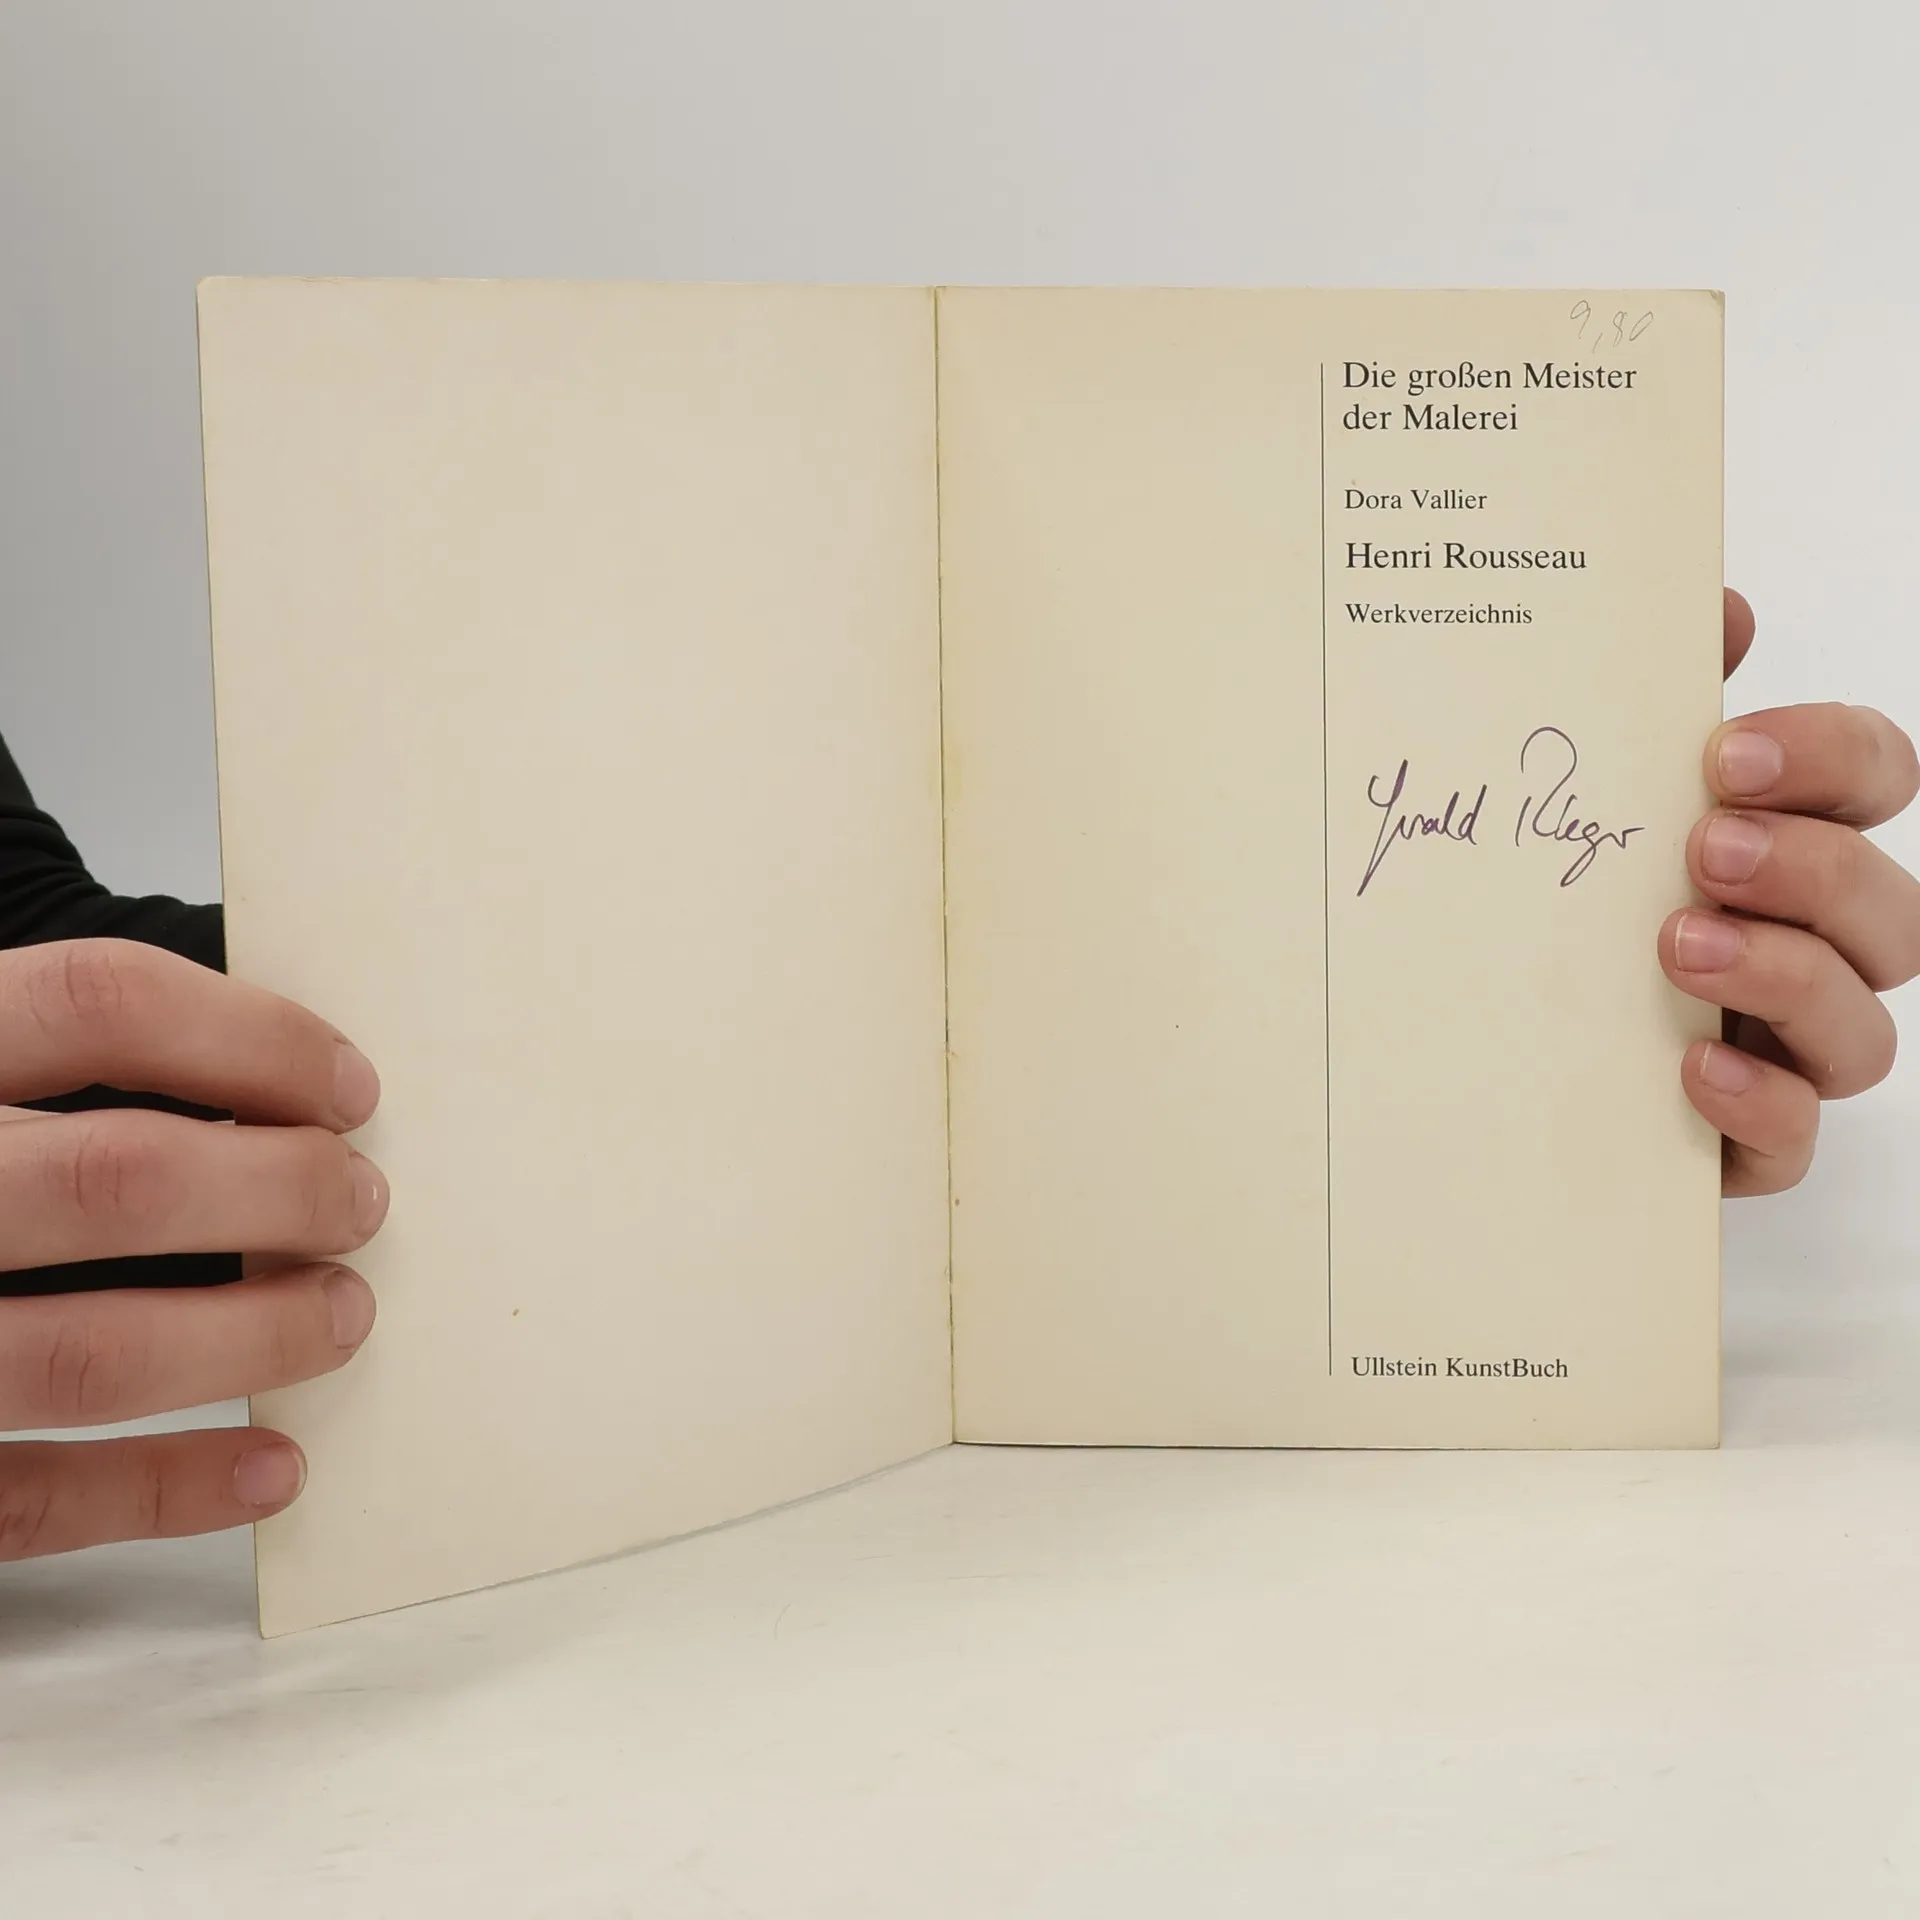 9,80
Die großen Meister
der Malerei
Dora Vallier
Henri Rousseau
Werkverzeichnis
Ullstein KunstBuch